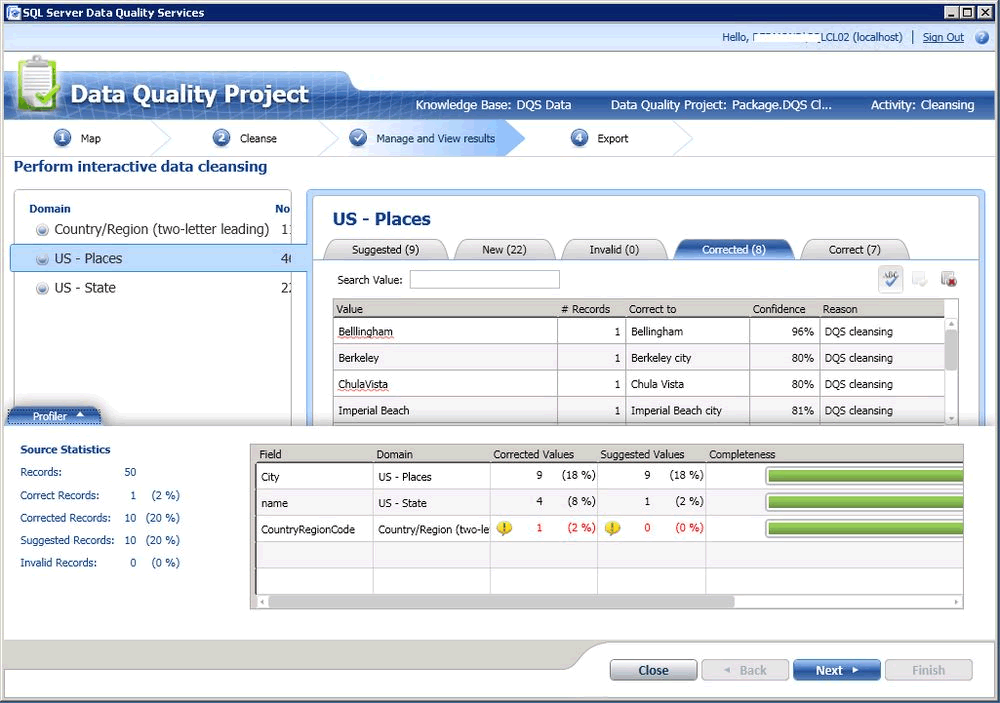 SQL Server Data Quality Services
Hello, LCL02 (localhost) | Sign Out ?
Data Quality Project
Knowledge Base: DQS Data Data Quality Project: Package.DQS Cl... Activity: Cleansing
1 Map 2 Cleanse Manage and View results 4 Export
Perform interactive data cleansing
Domain No
Country/Region (two-letter leading)
US - Places
US - State
US - Places
Suggested (9) New (22) Invalid (0) Corrected (8) Correct (7)
Search Value: ABC
Value # Records Correct to Confidence Reason
Belllingham 1 Bellingham 96% DQS cleansing
Berkeley 1 Berkeley city 80% DQS cleansing
ChulaVista 1 Chula Vista 80% DQS cleansing
Imperial Beach 1 Imperial Beach city 81% DQS cleansing
Profiler
Source Statistics
Records: 50
Correct Records: 1 (2 %)
Corrected Records: 10 (20 %)
Suggested Records: 10 (20 %)
Invalid Records: 0 (0 %)
Field Domain Corrected Values Suggested Values Completeness
City US - Places 9 (18 %) 9 (18 %)
name US - State 4 (8 %) 1 (2 %)
CountryRegionCode Country/Region (two-le 1 (2 %) 0 (0 %)
Close Back Next Finish